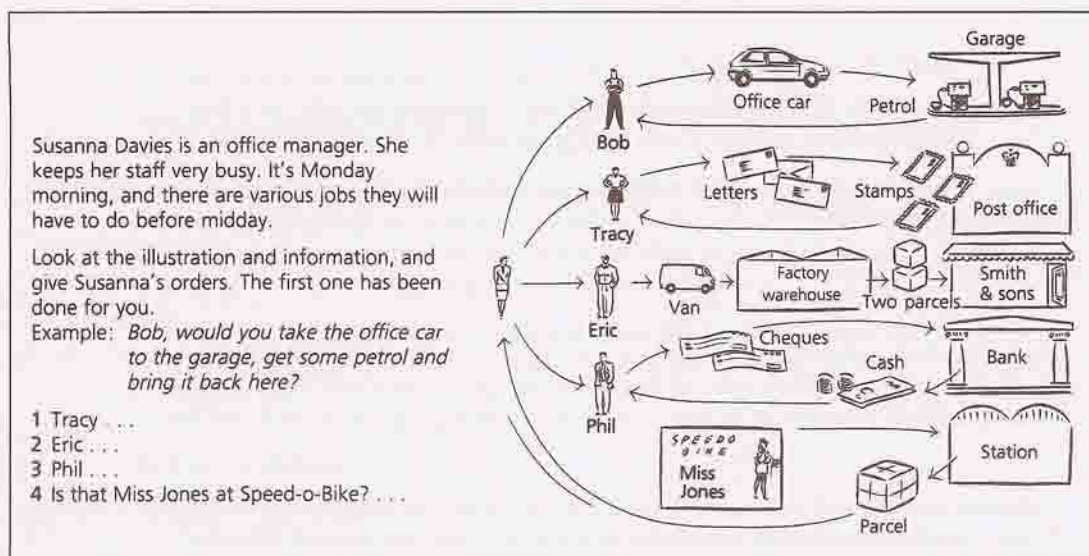 Susanna Davies is an office manager. She
keeps her staff very busy. It's Monday
morning, and there are various jobs they will
have to do before midday.
Look at the illustration and information, and
give Susanna's orders. The first one has been
done for you.
Example: Bob, would you take the office car
to the garage, get some petrol and
bring it back here?
1 Tracy . . .
2 Eric . . .
3 Phil . . .
4 Is that Miss Jones at Speed-o-Bike? . . .
Garage
Office car
Petrol
Bob
Letters
Stamps
Post office
Tracy
Factory
warehouse
Smith
& sons
Van
Two parcels
Eric
Cheques
Bank
Cash
Phil
SPEEDO
Miss
Jones
Station
Parcel